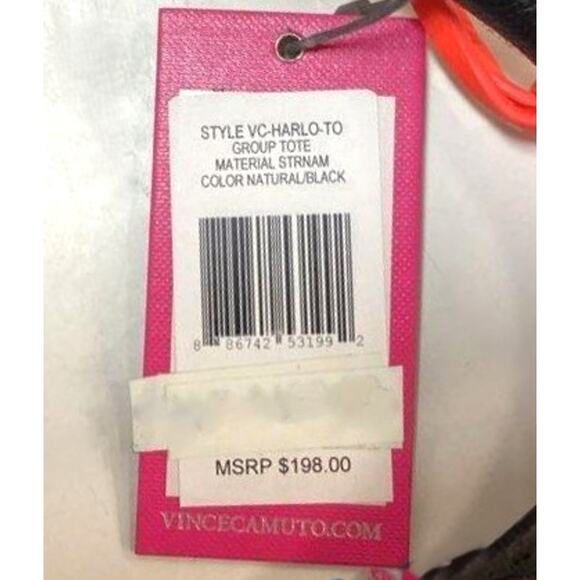 STYLE VC-HARLO-TO
GROUP TOTE
MATERIAL STRNAM
COLOR NATURAL/BLACK
8 86742 53199 2
MSRP $198.00
VINCECAMUTO.COM